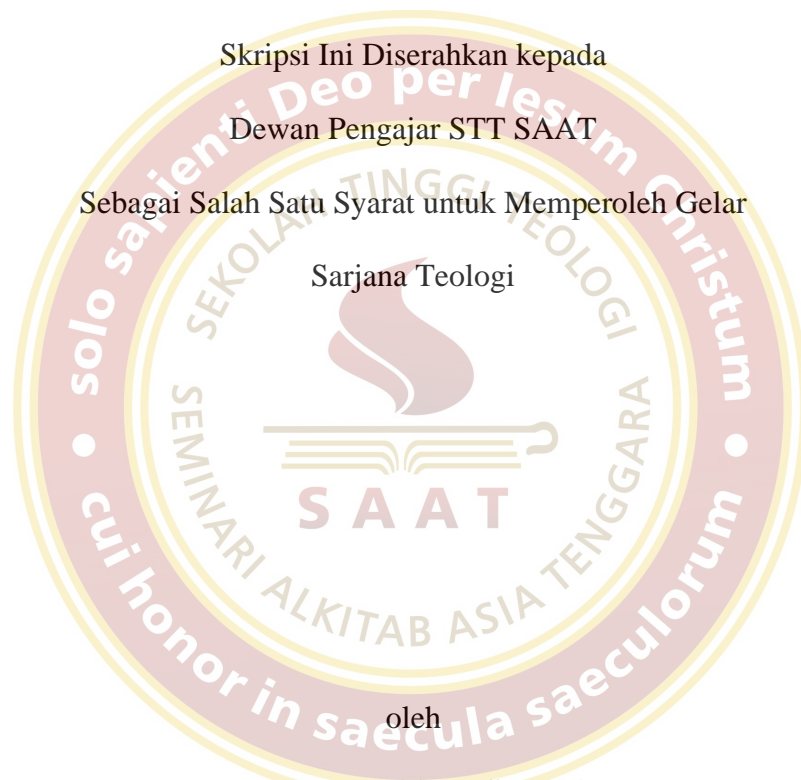 Skripsi Ini Diserahkan kepada
Dewan Pengajar STT SAAT
Sebagai Salah Satu Syarat untuk Memperoleh Gelar
Sarjana Teologi
solo sapienti Deo per Iesum Christum
SEKOLAH TINGGI TEOLOGI
SAAT
SEMINARI ALKITAB ASIA TENGGARA
cui honor in saecula saeculorum
oleh